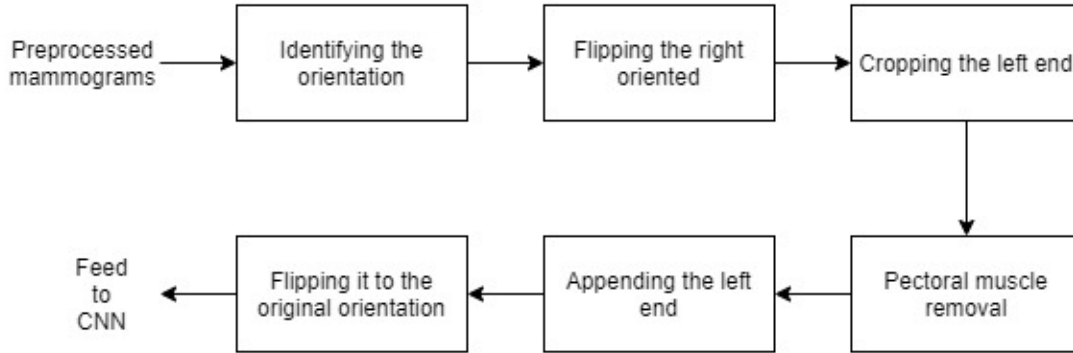 Preprocessed
mammograms
Identifying the
orientation
Flipping the right
oriented
Cropping the left end
Pectoral muscle
removal
Appending the left
end
Flipping it to the
original orientation
Feed
to
CNN